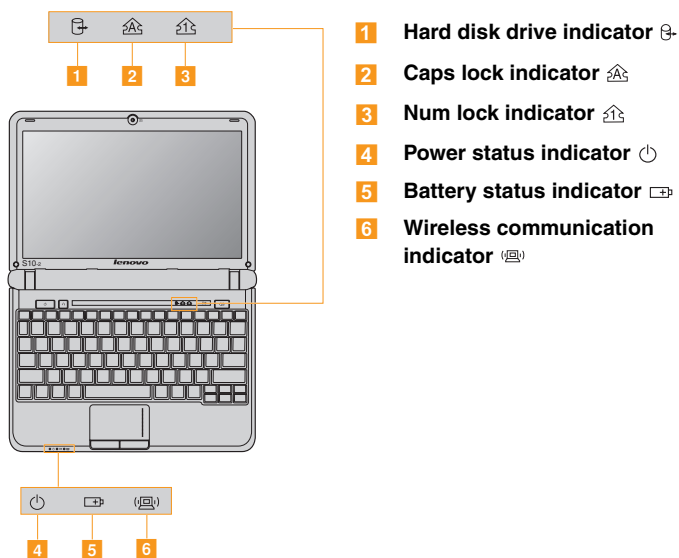 1
2
3
1 Hard disk drive indicator
2 Caps lock indicator
3 Num lock indicator
4 Power status indicator
5 Battery status indicator
6 Wireless communication
indicator
S10-2
lenovo
4
5
6